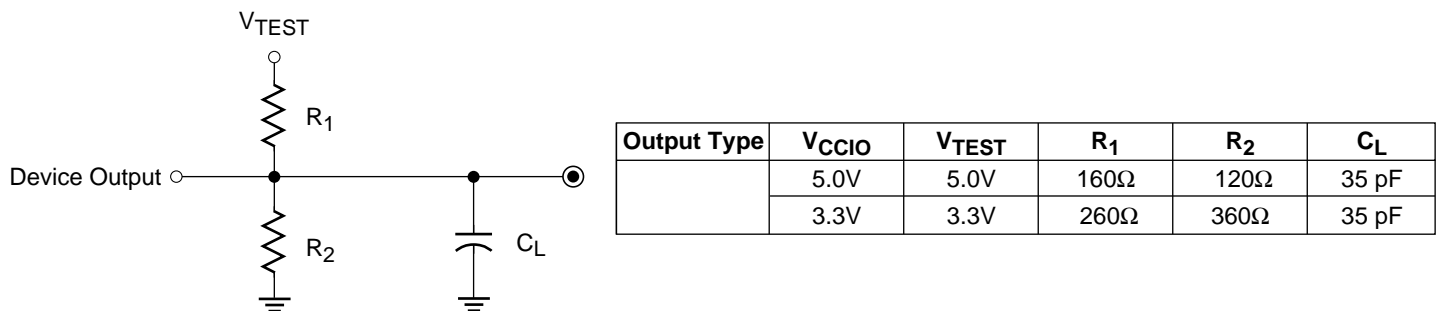 VTEST
R1
Device Output
R2
CL
Output Type VCCIO VTEST R1 R2 CL
5.0V 5.0V 160Ω 120Ω 35 pF
3.3V 3.3V 260Ω 360Ω 35 pF